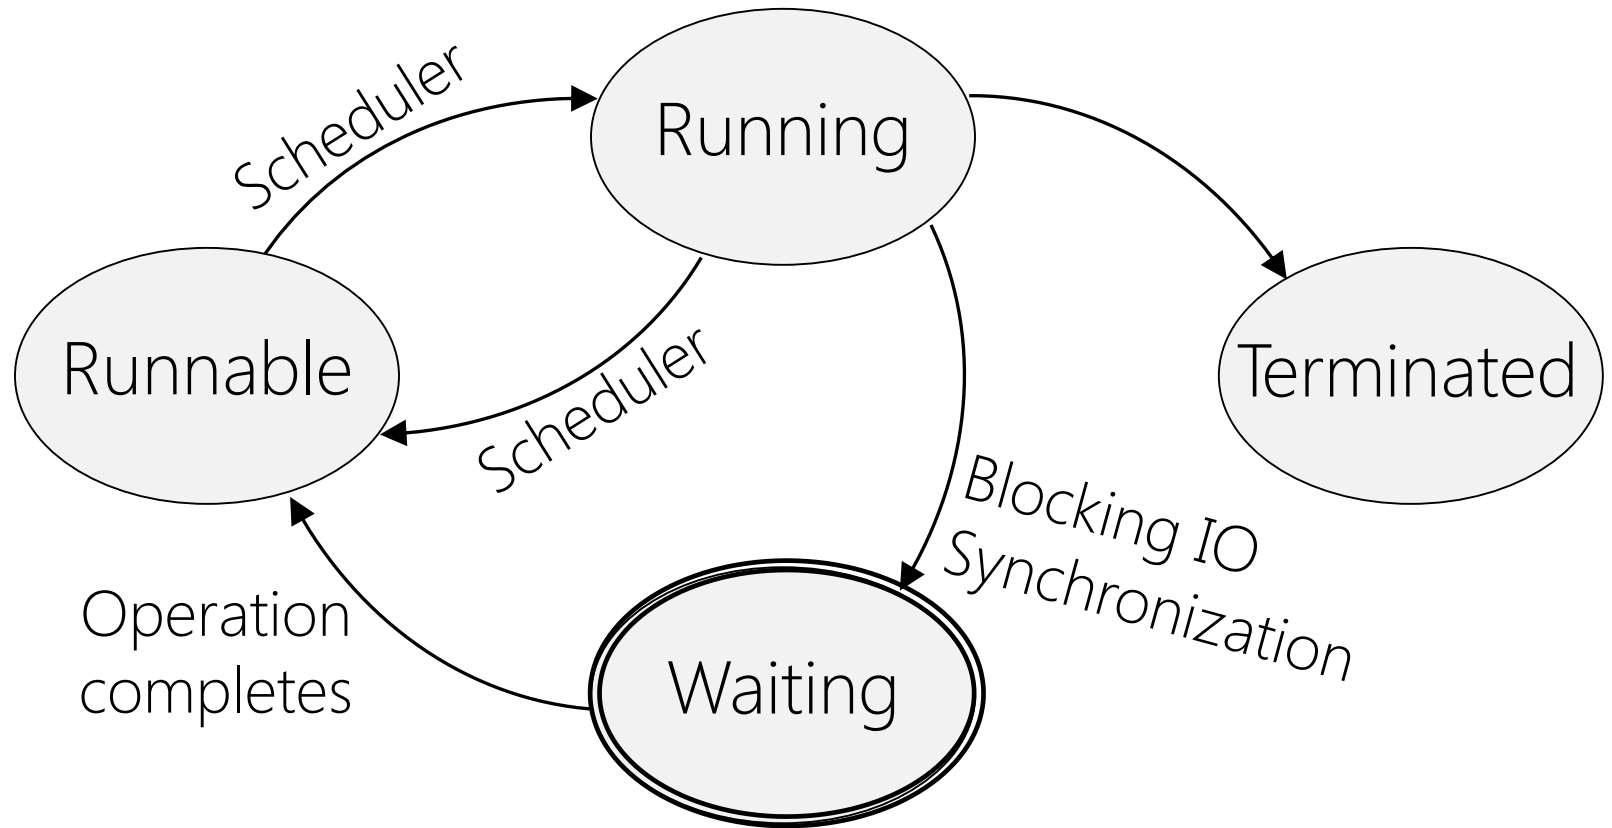 Scheduler
Running
Runnable
Scheduler
Terminated
Blocking IO
Synchronization
Operation
completes
Waiting